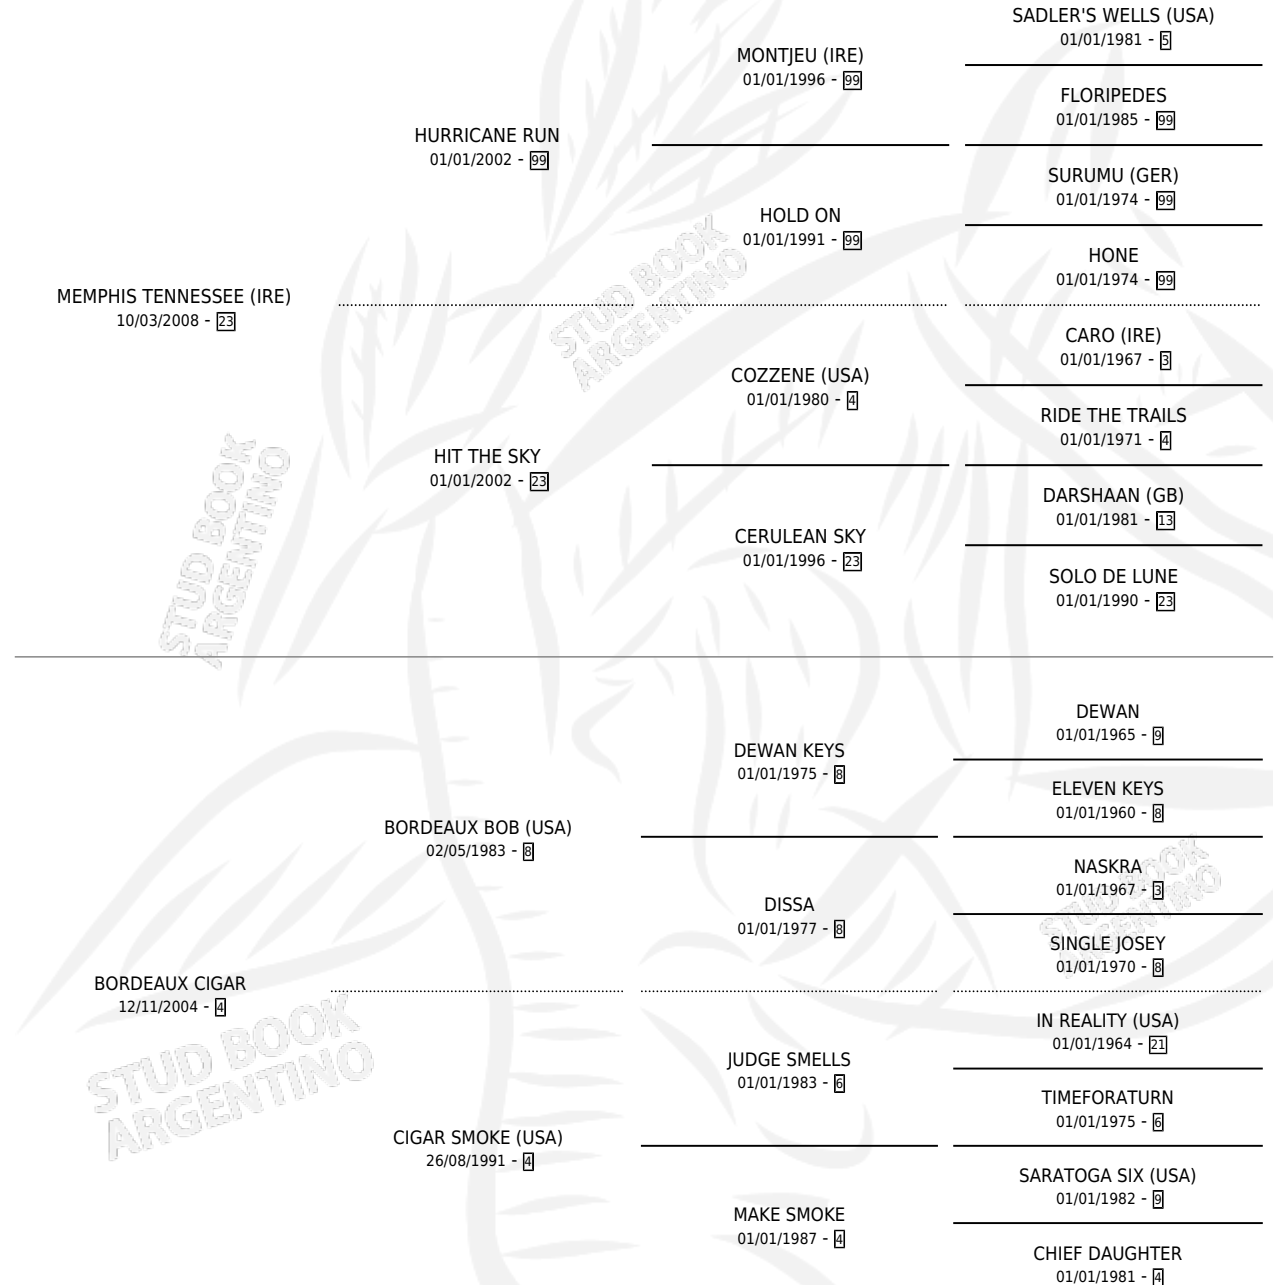 SADLER'S WELLS (USA)
01/01/1981 - 5
MONTJEU (IRE)
01/01/1996 - 99
FLORIPEDES
01/01/1985 - 99
HURRICANE RUN
01/01/2002 - 99
SURUMU (GER)
01/01/1974 - 99
HOLD ON
01/01/1991 - 99
HONE
01/01/1974 - 99
MEMPHIS TENNESSEE (IRE)
10/03/2008 - 23
CARO (IRE)
01/01/1967 - 3
COZZENE (USA)
01/01/1980 - 4
RIDE THE TRAILS
01/01/1971 - 4
HIT THE SKY
01/01/2002 - 23
DARSHAAN (GB)
01/01/1981 - 13
CERULEAN SKY
01/01/1996 - 23
SOLO DE LUNE
01/01/1990 - 23
DEWAN
01/01/1965 - 9
DEWAN KEYS
01/01/1975 - 8
ELEVEN KEYS
01/01/1960 - 8
BORDEAUX BOB (USA)
02/05/1983 - 8
NASKRA
01/01/1967 - 3
DISSA
01/01/1977 - 8
SINGLE JOSEY
01/01/1970 - 8
BORDEAUX CIGAR
12/11/2004 - 4
IN REALITY (USA)
01/01/1964 - 21
JUDGE SMELLS
01/01/1983 - 6
TIMEFORATURN
01/01/1975 - 6
CIGAR SMOKE (USA)
26/08/1991 - 4
SARATOGA SIX (USA)
01/01/1982 - 9
MAKE SMOKE
01/01/1987 - 4
CHIEF DAUGHTER
01/01/1981 - 4
STUD BOOK
ARGENTINO
STUD BOOK
ARGENTINO
STUD BOOK
ARGENTINO
STUD BOOK
ARGENTINO